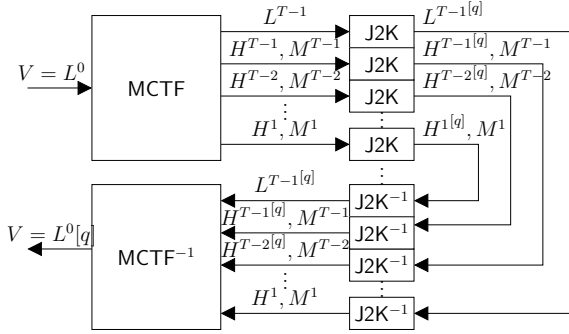 L^{T-1} J2K L^{T-1[q]}
H^{T-1}, M^{T-1} J2K H^{T-1[q]}, M^{T-1}
V = L^0 MCTF H^{T-2}, M^{T-2} J2K H^{T-2[q]}, M^{T-2}
⋮ ⋮
H^1, M^1 J2K H^{1[q]}, M^1
⋮
L^{T-1[q]} J2K^{-1}
H^{T-1[q]}, M^{T-1} J2K^{-1}
V = L^0[q] MCTF^{-1} H^{T-2[q]}, M^{T-2} J2K^{-1}
⋮ ⋮
H^1, M^1 J2K^{-1}